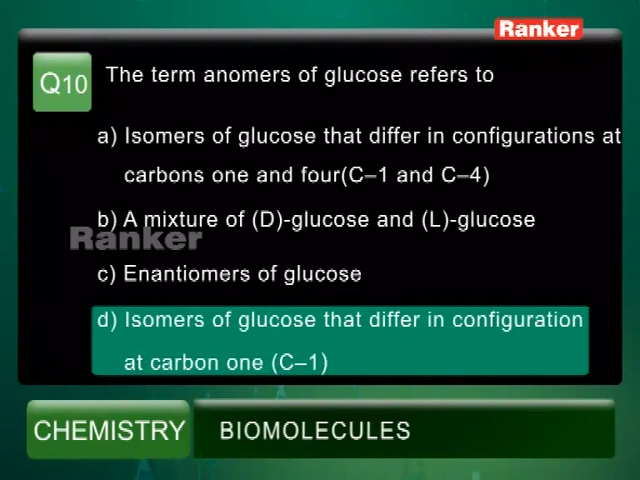 Ranker
Q10 The term anomers of glucose refers to
a) Isomers of glucose that differ in configurations at
carbons one and four(C–1 and C–4)
b) A mixture of (D)-glucose and (L)-glucose
Ranker
c) Enantiomers of glucose
d) Isomers of glucose that differ in configuration
at carbon one (C–1)
CHEMISTRY BIOMOLECULES